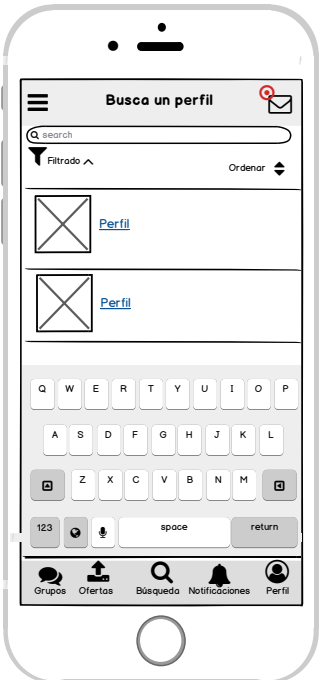 Busca un perfil
search
Filtrado
Ordenar
Perfil
Perfil
Q W E R T Y U I O P
A S D F G H J K L
Z X C V B N M
123 space return
Grupos Ofertas Búsqueda Notificaciones Perfil